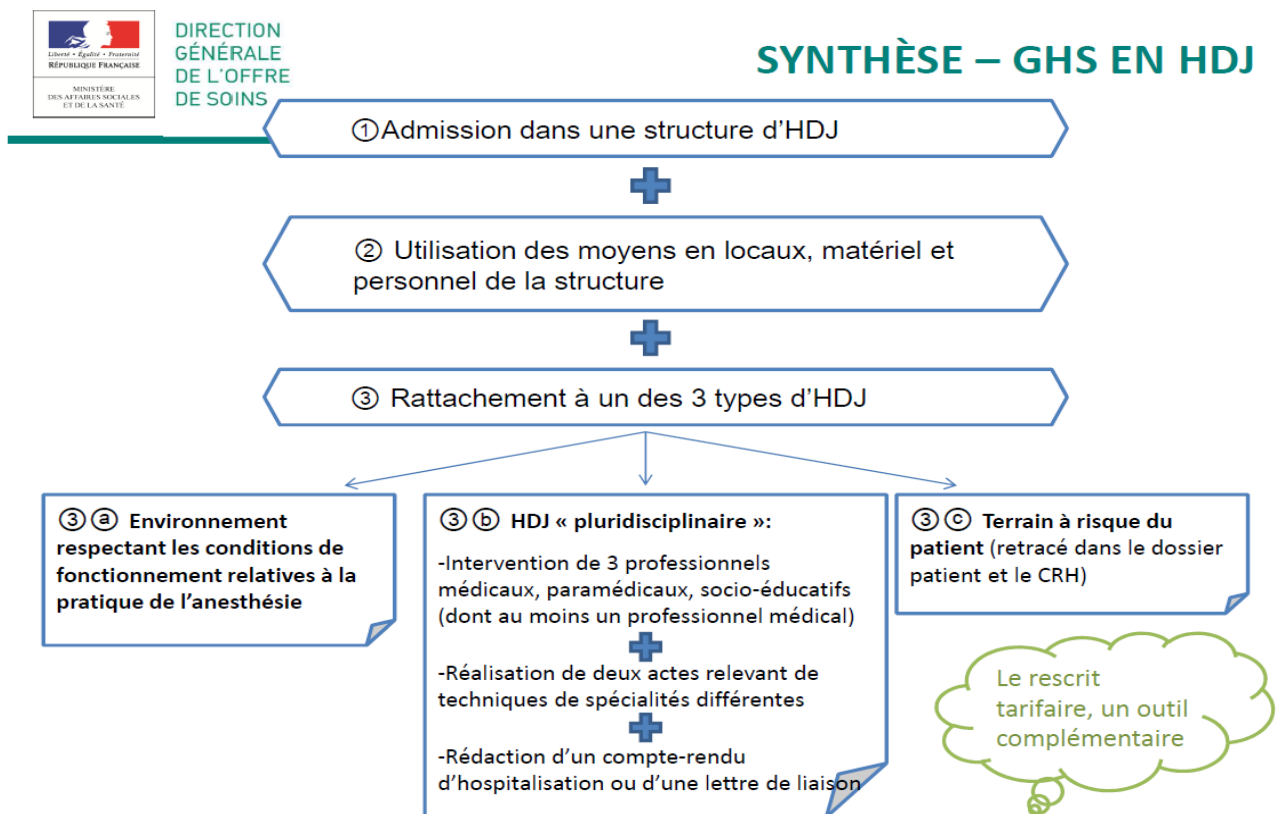 Liberté • Égalité • Fraternité
RÉPUBLIQUE FRANÇAISE
MINISTÈRE
DES AFFAIRES SOCIALES
ET DE LA SANTÉ
DIRECTION
GÉNÉRALE
DE L'OFFRE
DE SOINS
SYNTHÈSE – GHS EN HDJ
①Admission dans une structure d'HDJ
② Utilisation des moyens en locaux, matériel et
personnel de la structure
③ Rattachement à un des 3 types d'HDJ
③ⓐ Environnement
respectant les conditions de
fonctionnement relatives à la
pratique de l'anesthésie
③ⓑ HDJ « pluridisciplinaire »:
-Intervention de 3 professionnels
médicaux, paramédicaux, socio-éducatifs
(dont au moins un professionnel médical)
-Réalisation de deux actes relevant de
techniques de spécialités différentes
-Rédaction d'un compte-rendu
d'hospitalisation ou d'une lettre de liaison
③ⓒ Terrain à risque du
patient (retracé dans le dossier
patient et le CRH)
Le rescrit
tarifaire, un outil
complémentaire